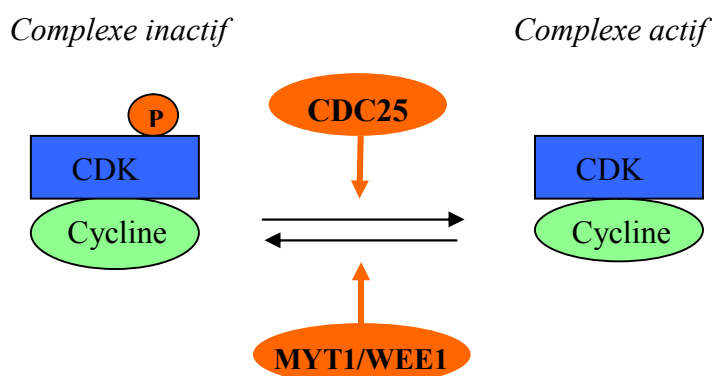 Complexe inactif
Complexe actif
P
CDC25
CDK
CDK
Cycline
Cycline
MYT1/WEE1